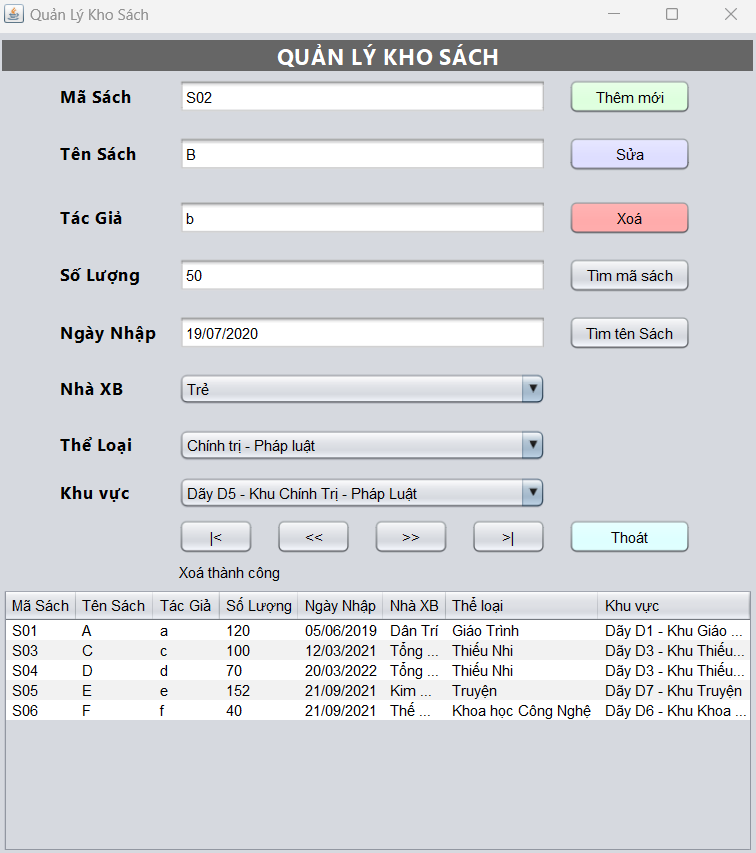 Quản Lý Kho Sách
QUẢN LÝ KHO SÁCH
Mã Sách S02 Thêm mới
Tên Sách B Sửa
Tác Giả b Xoá
Số Lượng 50 Tìm mã sách
Ngày Nhập 19/07/2020 Tìm tên Sách
Nhà XB Trẻ
Thể Loại Chính trị - Pháp luật
Khu vực Dãy D5 - Khu Chính Trị - Pháp Luật
|< << >> >| Thoát
Xoá thành công
Mã Sách Tên Sách Tác Giả Số Lượng Ngày Nhập Nhà XB Thể loại Khu vực
S01 A a 120 05/06/2019 Dân Trí Giáo Trình Dãy D1 - Khu Giáo ...
S03 C c 100 12/03/2021 Tổng ... Thiếu Nhi Dãy D3 - Khu Thiếu...
S04 D d 70 20/03/2022 Tổng ... Thiếu Nhi Dãy D3 - Khu Thiếu...
S05 E e 152 21/09/2021 Kim ... Truyện Dãy D7 - Khu Truyện
S06 F f 40 21/09/2021 Thế ... Khoa học Công Nghệ Dãy D6 - Khu Khoa ...